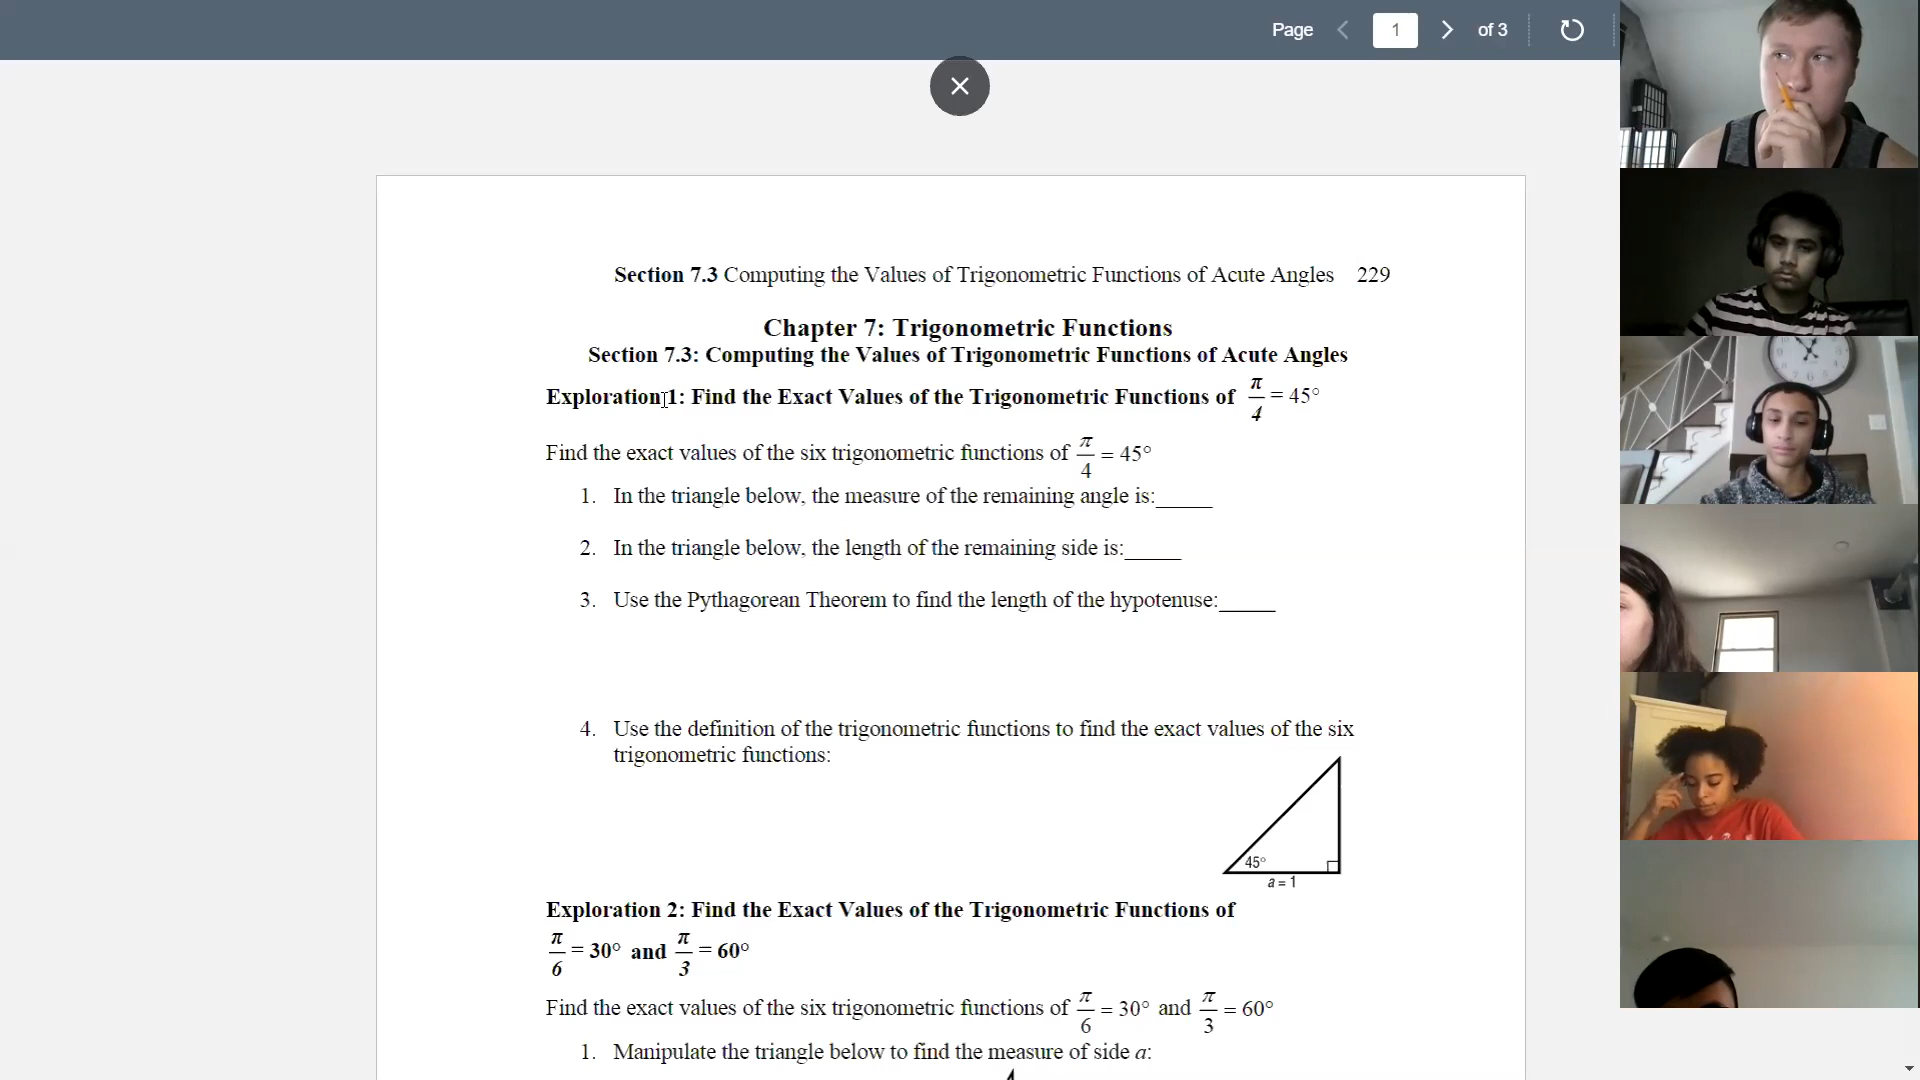 Page 1 of 3
Section 7.3 Computing the Values of Trigonometric Functions of Acute Angles 229
Chapter 7: Trigonometric Functions
Section 7.3: Computing the Values of Trigonometric Functions of Acute Angles
Exploration 1: Find the Exact Values of the Trigonometric Functions of π/4 = 45°
Find the exact values of the six trigonometric functions of π/4 = 45°
1. In the triangle below, the measure of the remaining angle is:_____
2. In the triangle below, the length of the remaining side is:_____
3. Use the Pythagorean Theorem to find the length of the hypotenuse:_____
4. Use the definition of the trigonometric functions to find the exact values of the six
trigonometric functions:
45°
a = 1
Exploration 2: Find the Exact Values of the Trigonometric Functions of
π/6 = 30° and π/3 = 60°
Find the exact values of the six trigonometric functions of π/6 = 30° and π/3 = 60°
1. Manipulate the triangle below to find the measure of side a: